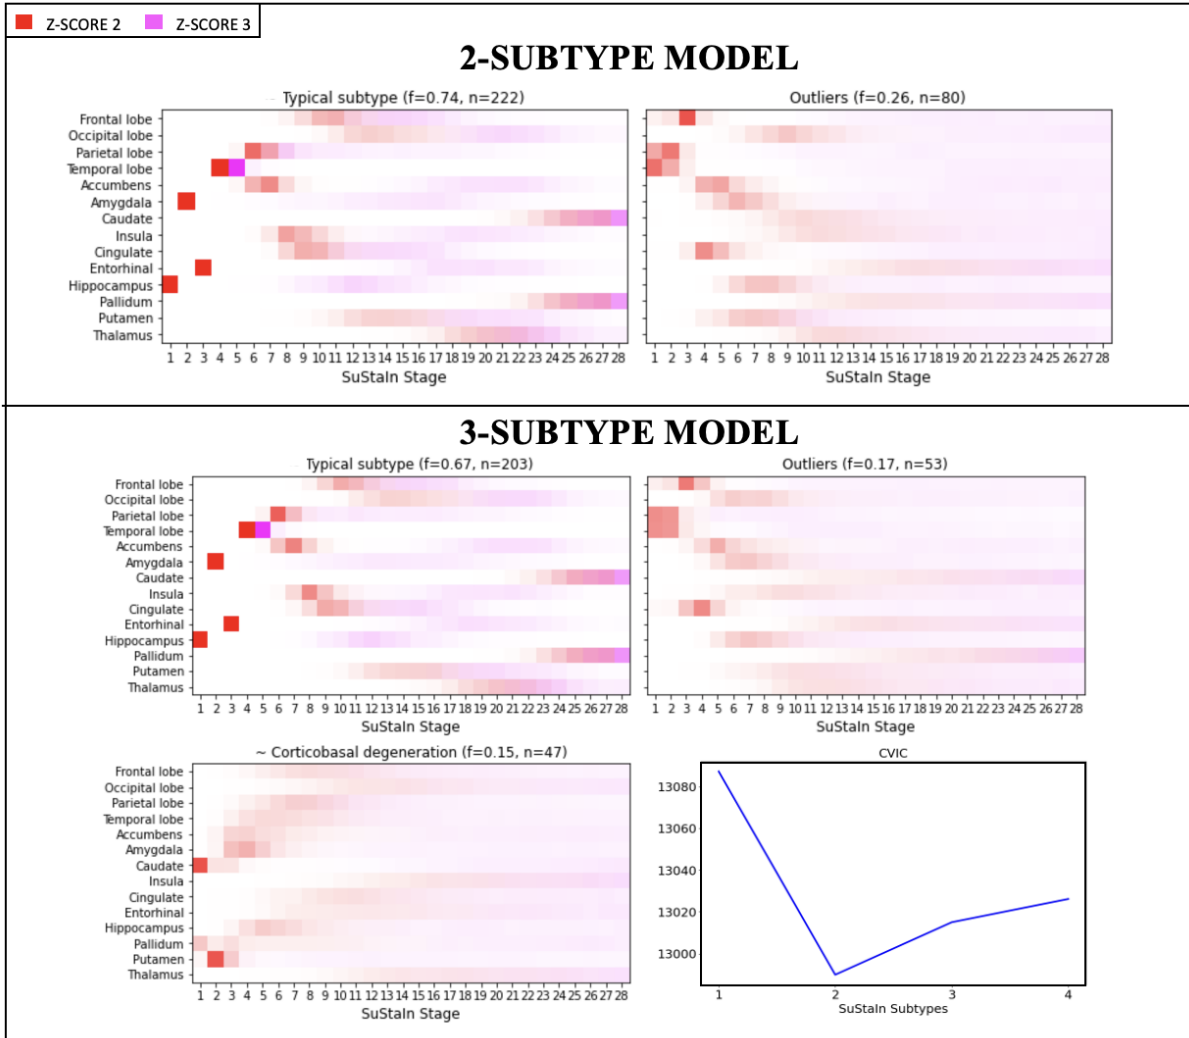 Z-SCORE 2 Z-SCORE 3
2-SUBTYPE MODEL
Typical subtype (f=0.74, n=222) Outliers (f=0.26, n=80)
Frontal lobe
Occipital lobe
Parietal lobe
Temporal lobe
Accumbens
Amygdala
Caudate
Insula
Cingulate
Entorhinal
Hippocampus
Pallidum
Putamen
Thalamus
1 2 3 4 5 6 7 8 9 10 11 12 13 14 15 16 17 18 19 20 21 22 23 24 25 26 27 28 1 2 3 4 5 6 7 8 9 10 11 12 13 14 15 16 17 18 19 20 21 22 23 24 25 26 27 28
SuStaIn Stage SuStaIn Stage
3-SUBTYPE MODEL
Typical subtype (f=0.67, n=203) Outliers (f=0.17, n=53)
Frontal lobe
Occipital lobe
Parietal lobe
Temporal lobe
Accumbens
Amygdala
Caudate
Insula
Cingulate
Entorhinal
Hippocampus
Pallidum
Putamen
Thalamus
1 2 3 4 5 6 7 8 9 10 11 12 13 14 15 16 17 18 19 20 21 22 23 24 25 26 27 28 1 2 3 4 5 6 7 8 9 10 11 12 13 14 15 16 17 18 19 20 21 22 23 24 25 26 27 28
SuStaIn Stage SuStaIn Stage
~ Corticobasal degeneration (f=0.15, n=47)
Frontal lobe
Occipital lobe
Parietal lobe
Temporal lobe
Accumbens
Amygdala
Caudate
Insula
Cingulate
Entorhinal
Hippocampus
Pallidum
Putamen
Thalamus
1 2 3 4 5 6 7 8 9 10 11 12 13 14 15 16 17 18 19 20 21 22 23 24 25 26 27 28
SuStaIn Stage
CVIC
13080
13060
13040
13020
13000
1 2 3 4
SuStaIn Subtypes